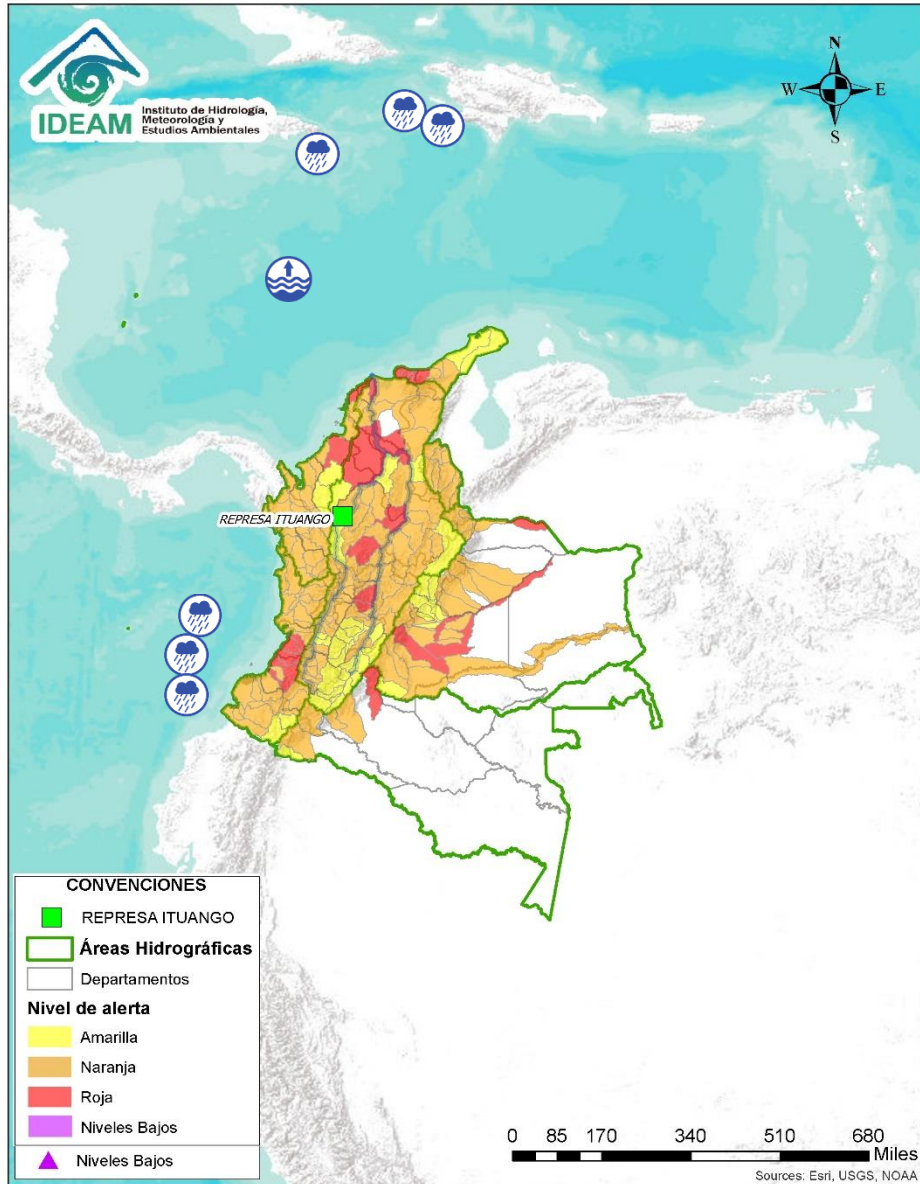 IDEAM
Instituto de Hidrología,
Meteorología y
Estudios Ambientales
N
W
E
S
REPRESA ITUANGO
CONVENCIONES
REPRESA ITUANGO
Áreas Hidrográficas
Departamentos
Nivel de alerta
Amarilla
Naranja
Roja
Niveles Bajos
Niveles Bajos
0 85 170 340 510 680
Miles
Sources: Esri, USGS, NOAA